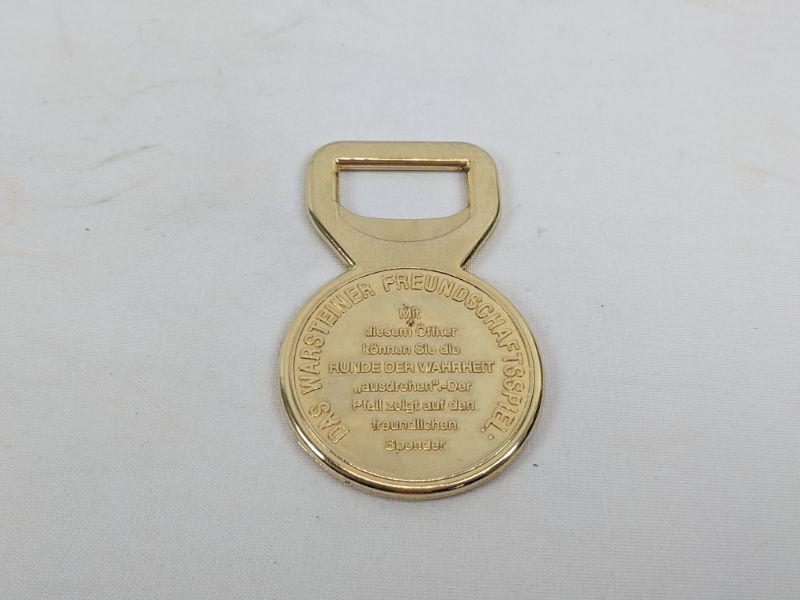 DAS WARSTEINER FREUNDSCHAFTSSPIEL.
Mit
diesem Öffner
können Sie die
RUNDE DER WAHRHEIT
„ausdrehen“.-Der
Pfeil zeigt auf den
freundlichen
Spender